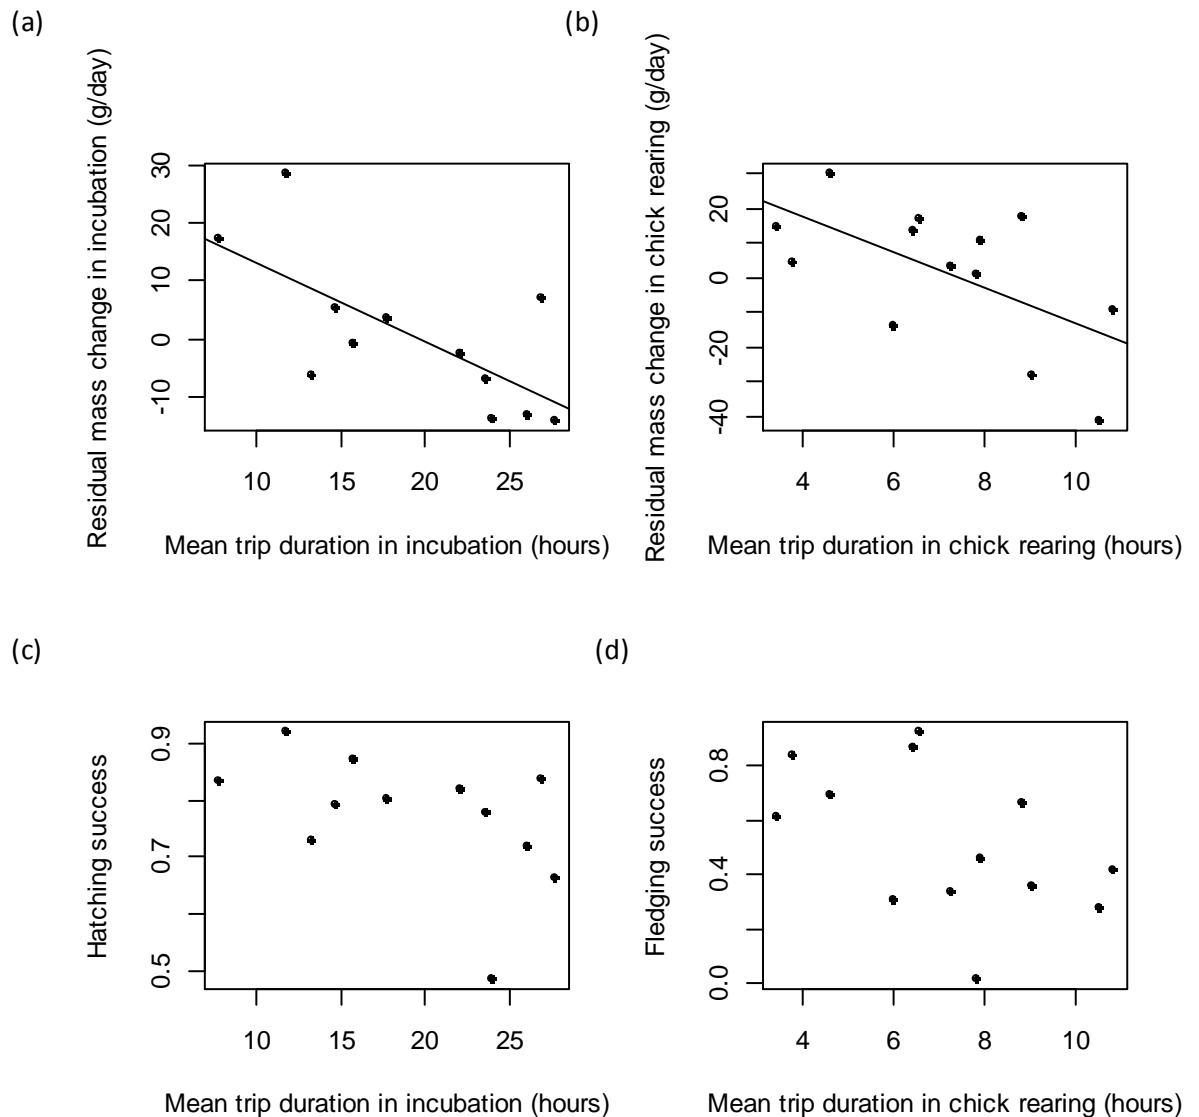 (a)
Residual mass change in incubation (g/day)
30
20
10
0
-10
10 15 20 25
Mean trip duration in incubation (hours)
(b)
Residual mass change in chick rearing (g/day)
20
0
-20
-40
4 6 8 10
Mean trip duration in chick rearing (hours)
(c)
Hatching success
0.9
0.7
0.5
10 15 20 25
Mean trip duration in incubation (hours)
(d)
Fledging success
0.8
0.4
0.0
4 6 8 10
Mean trip duration in chick rearing (hours)